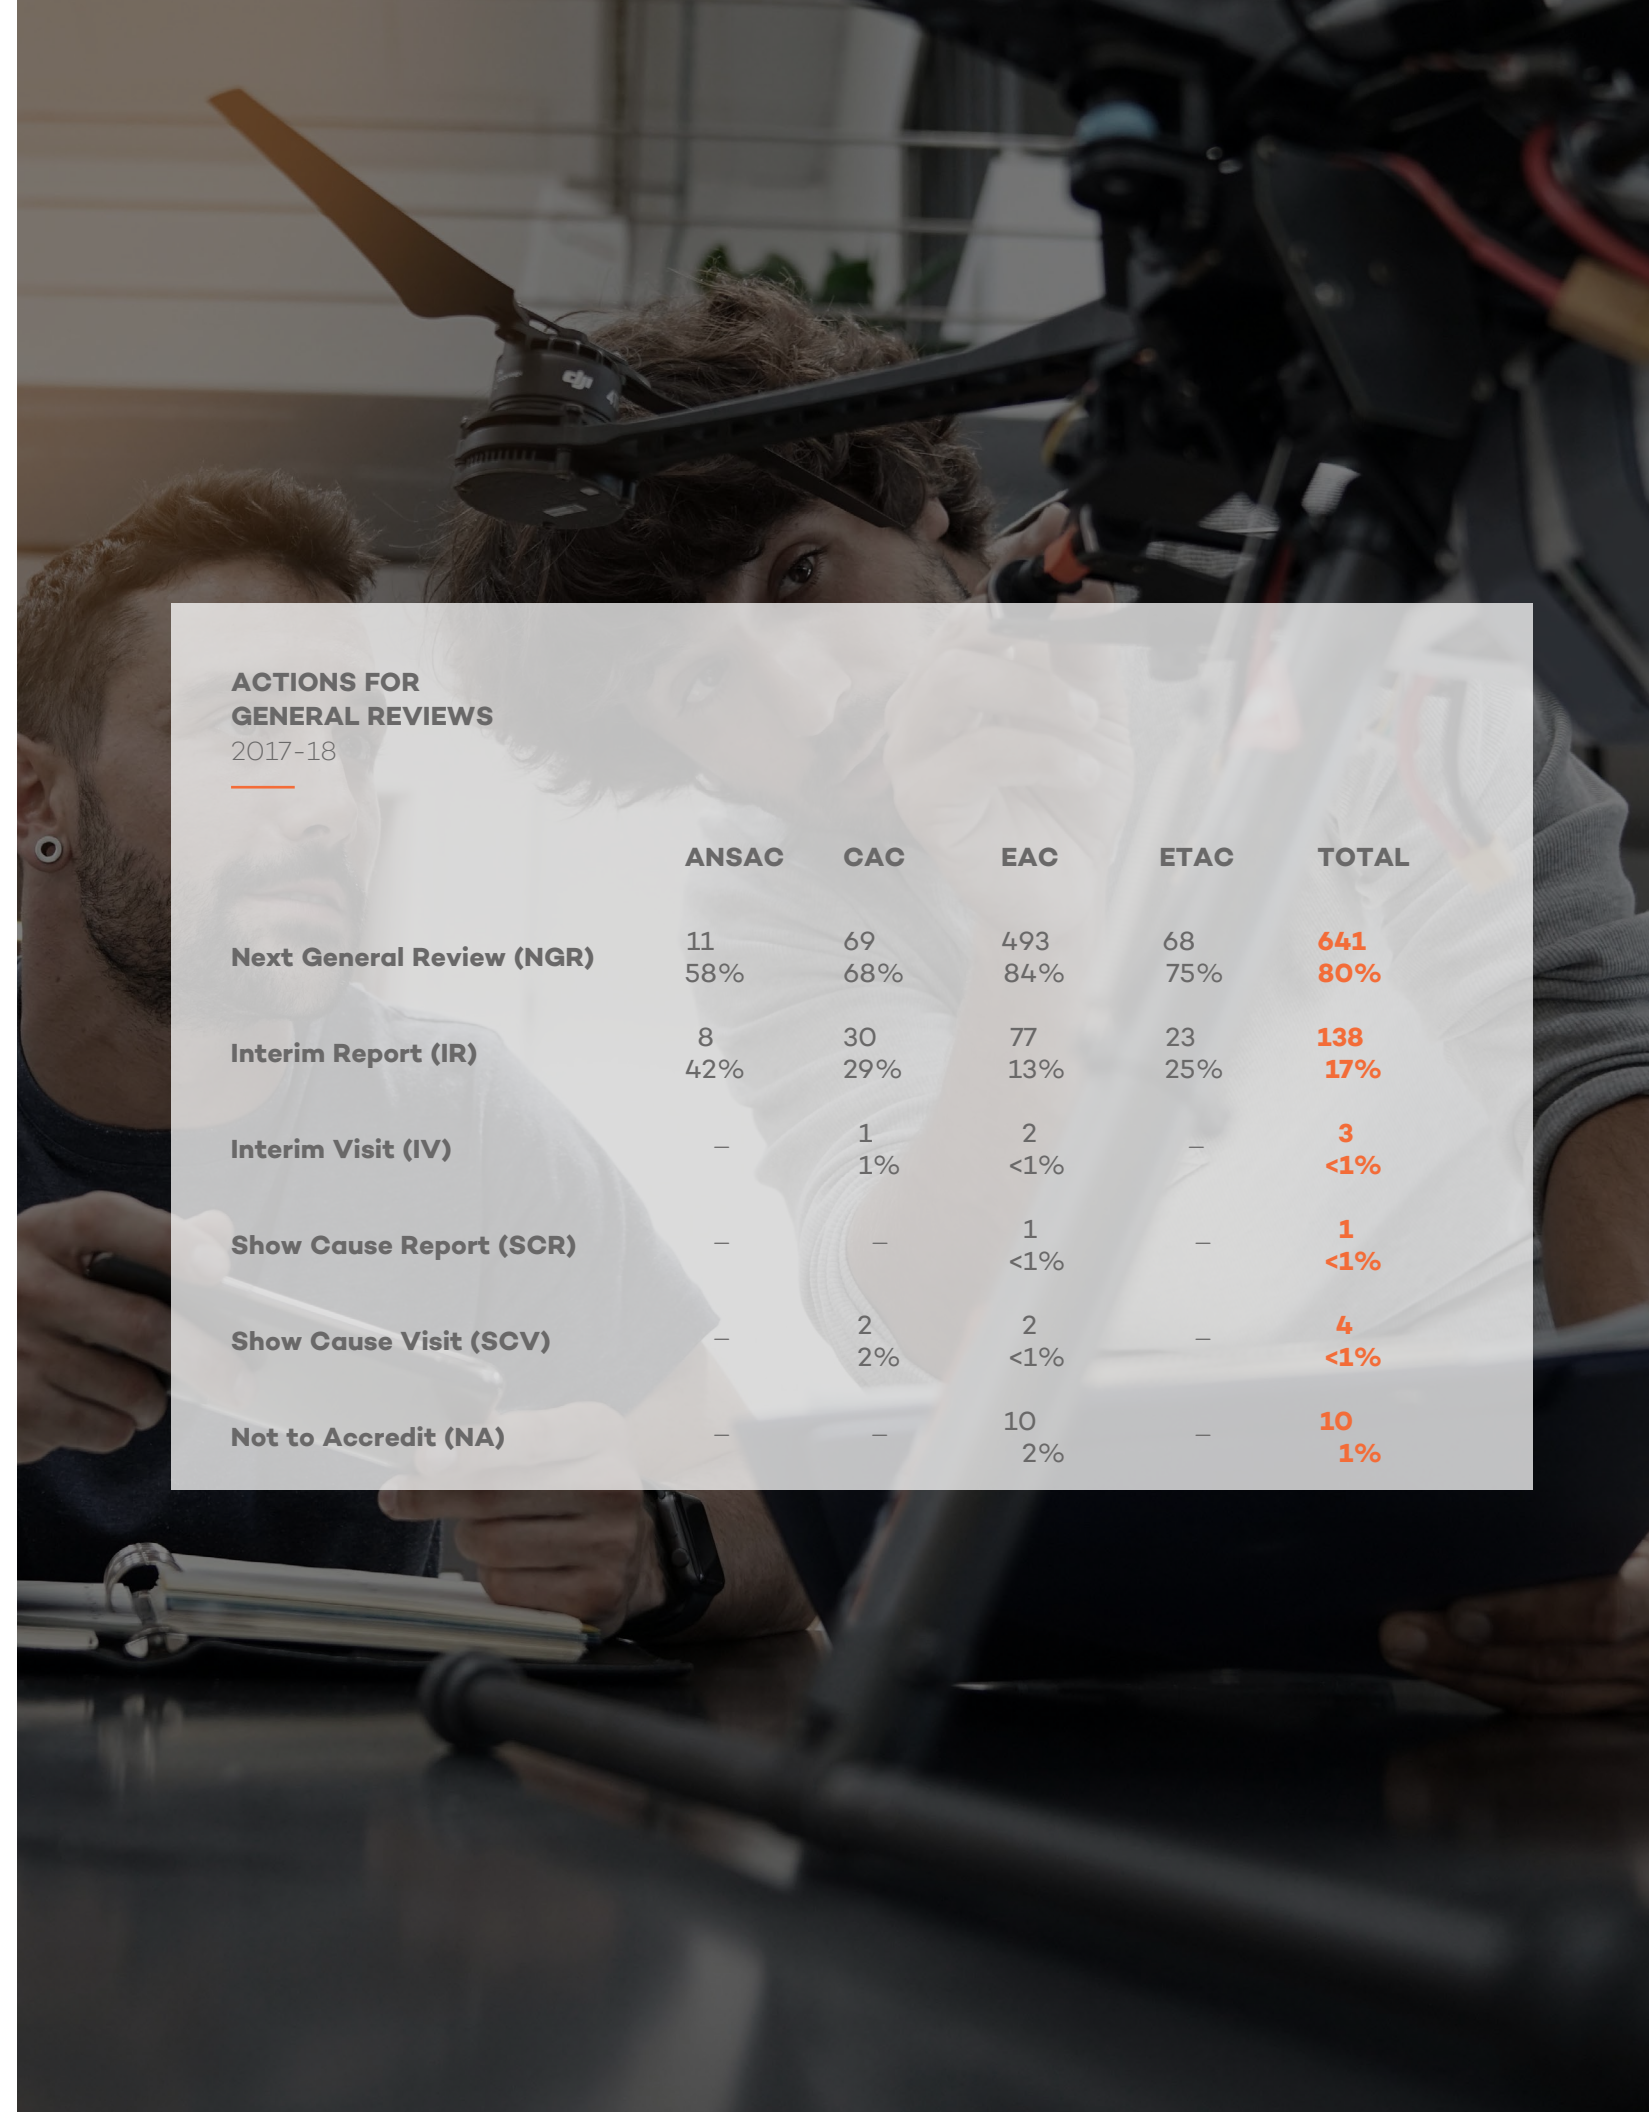 dji
ACTIONS FOR
GENERAL REVIEWS
2017-18
ANSAC CAC EAC ETAC TOTAL
Next General Review (NGR)
11 69 493 68 641
58% 68% 84% 75% 80%
Interim Report (IR)
8 30 77 23 138
42% 29% 13% 25% 17%
Interim Visit (IV)
– 1 2 – 3
1% <1% <1%
Show Cause Report (SCR)
– – 1 – 1
<1% <1%
Show Cause Visit (SCV)
– 2 2 – 4
2% <1% <1%
Not to Accredit (NA)
– – 10 – 10
2% 1%